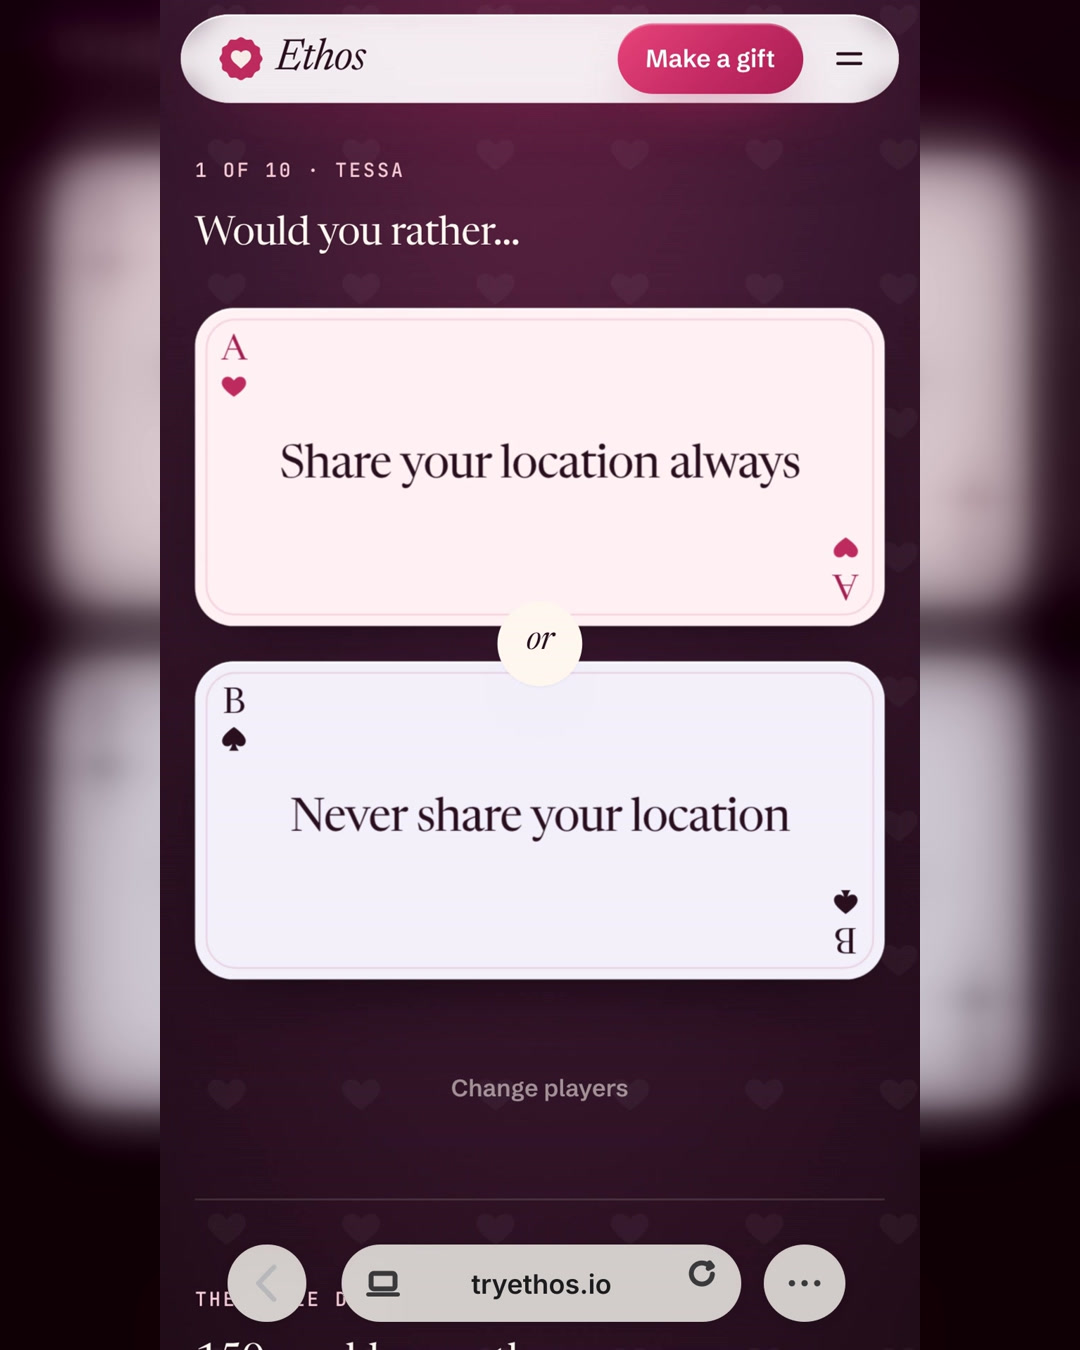 Ethos
Make a gift
1 OF 10 · TESSA
Would you rather...
A
Share your location always
A
or
B
Never share your location
B
Change players
tryethos.io